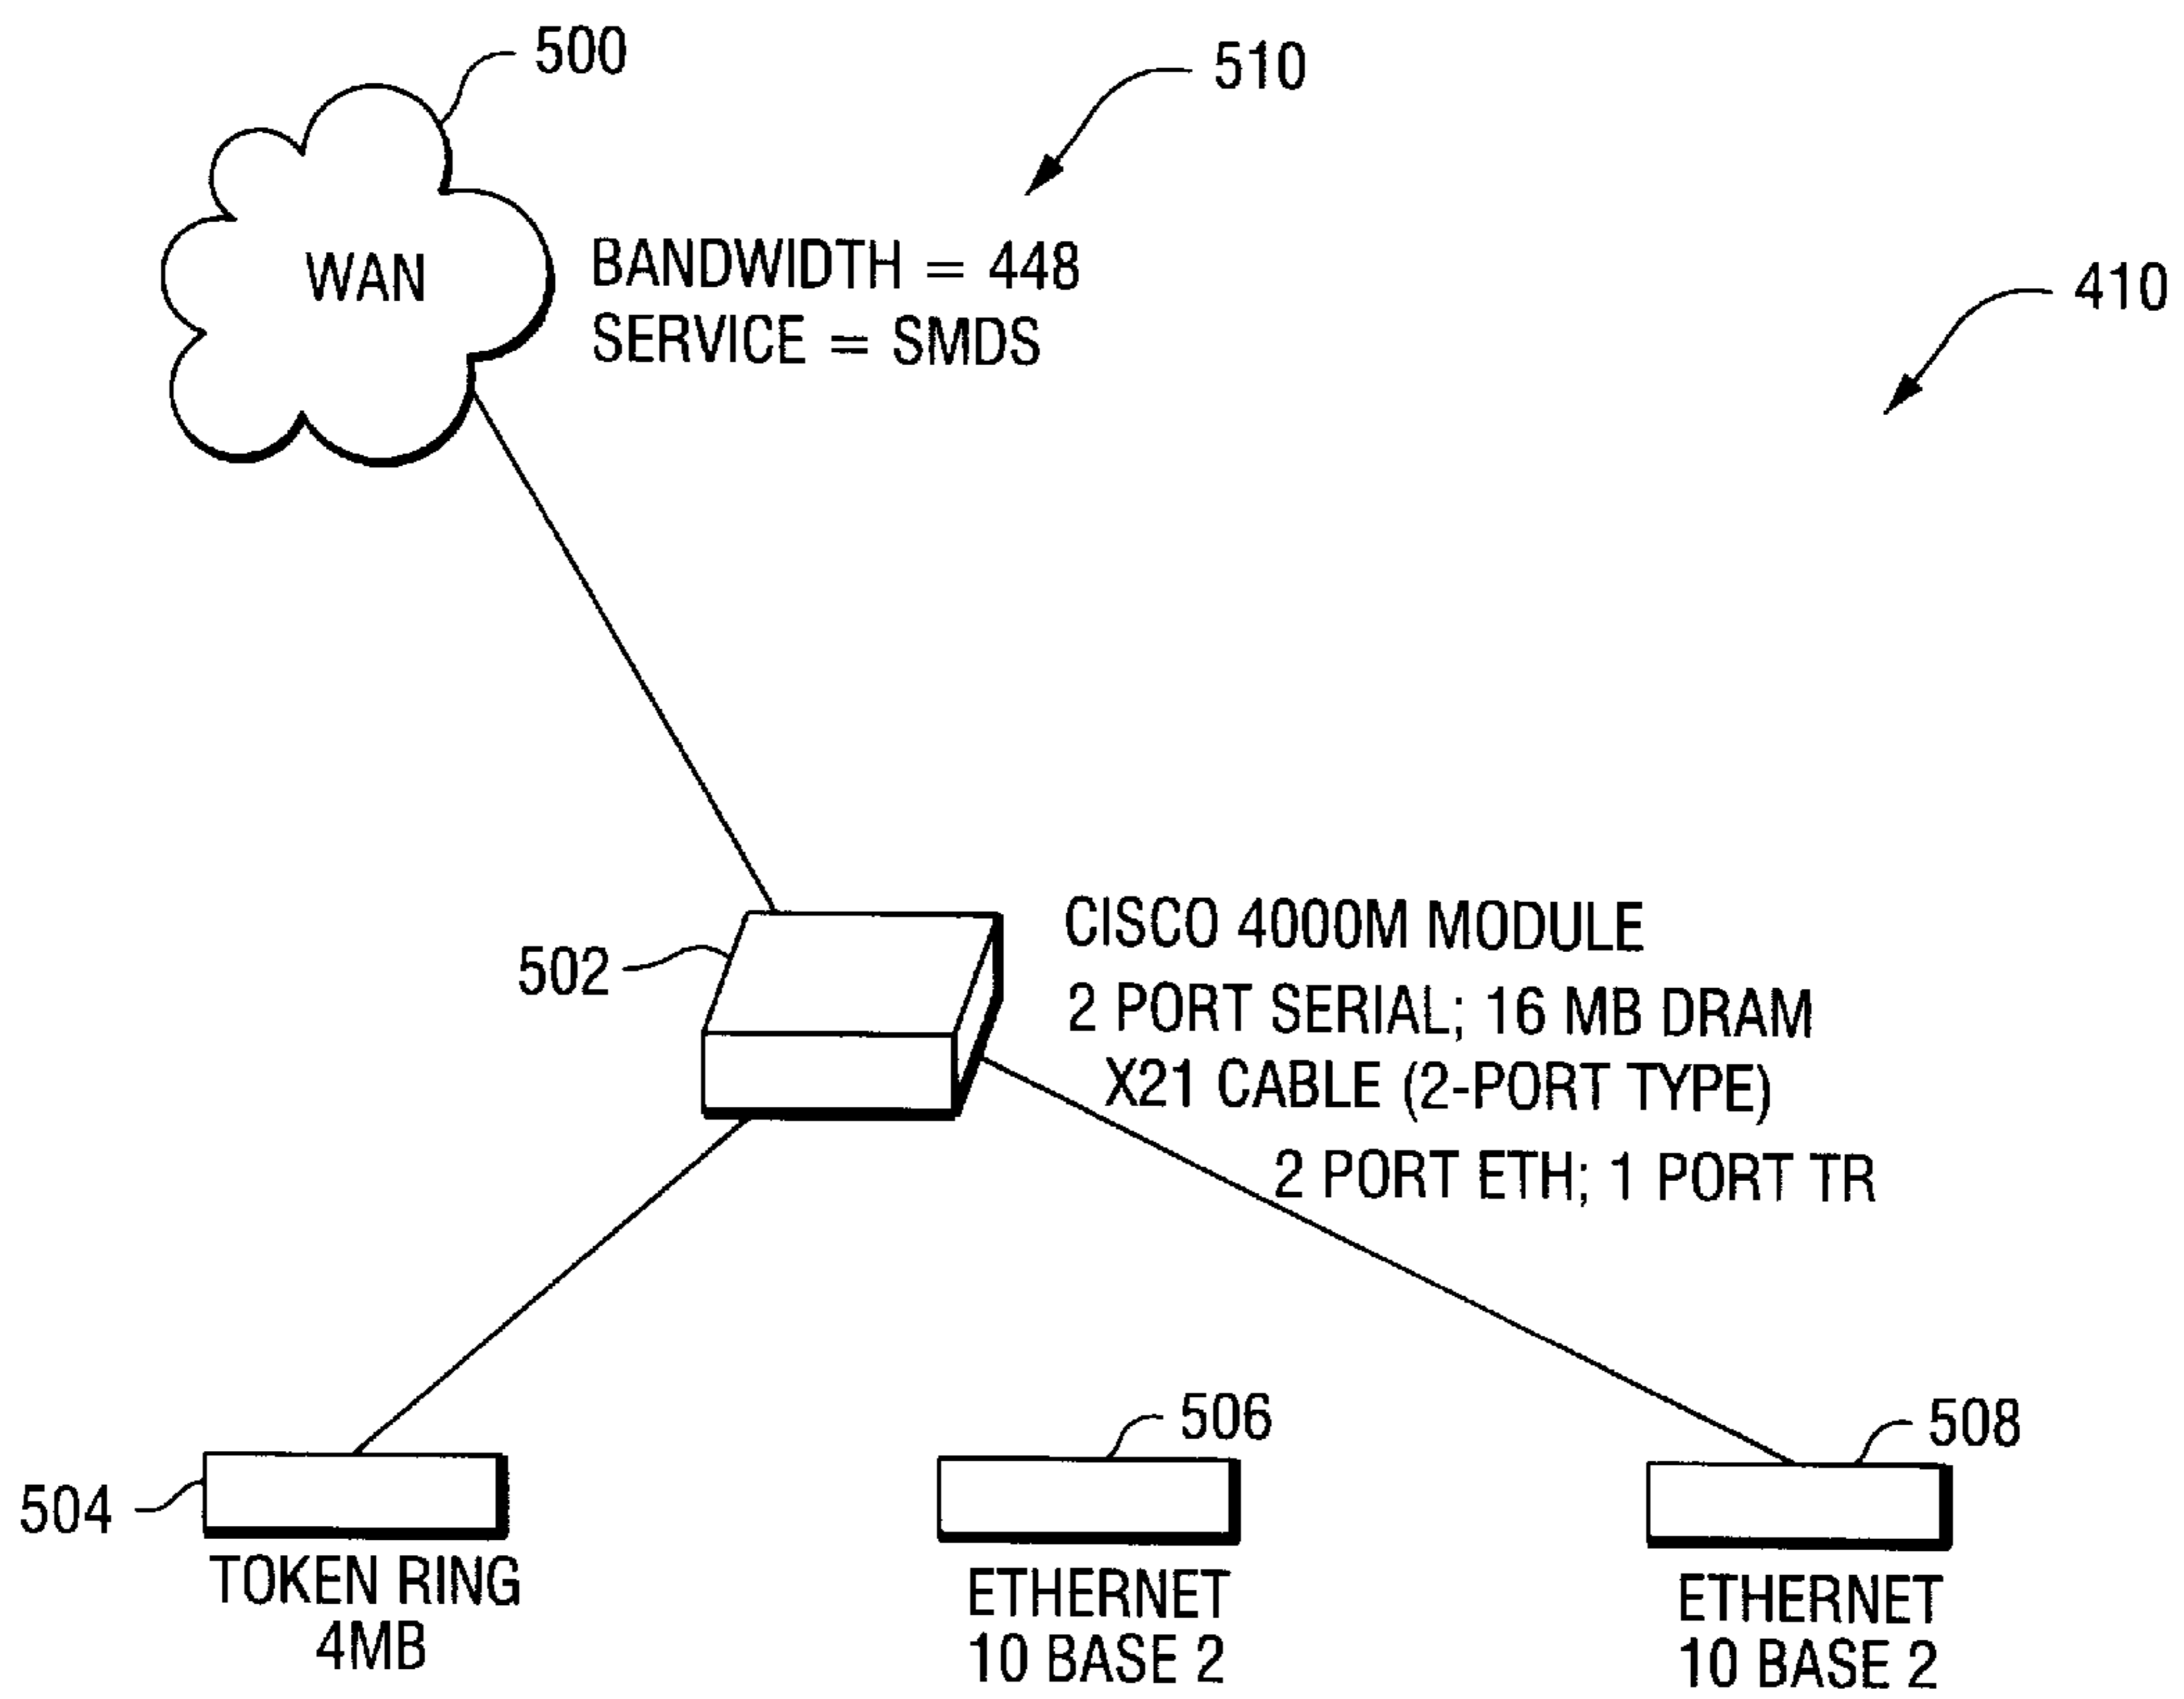 500
510
WAN
BANDWIDTH = 448
SERVICE = SMDS
410
502
CISCO 4000M MODULE
2 PORT SERIAL; 16 MB DRAM
X21 CABLE (2-PORT TYPE)
2 PORT ETH; 1 PORT TR
504
TOKEN RING
4MB
506
ETHERNET
10 BASE 2
508
ETHERNET
10 BASE 2